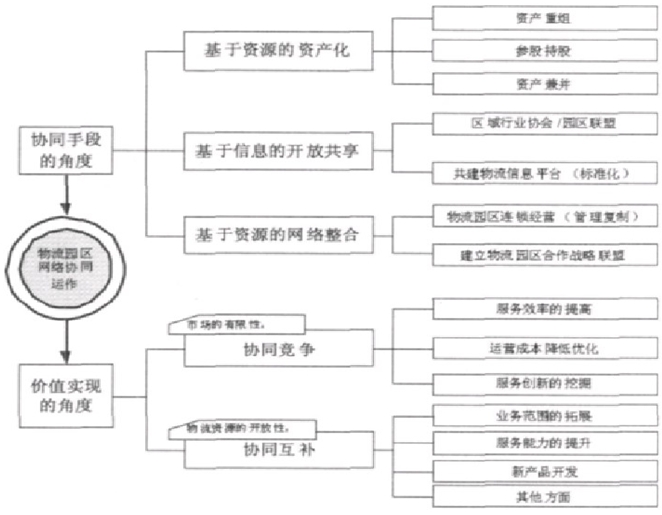 资产重组
基于资源的资产化
参股持股
资产兼并
协同手段
的角度
区域行业协会/园区联盟
基于信息的开放共享
共建物流信息平台（标准化）
物流园区连锁经营（管理复制）
基于资源的网络整合
建立物流园区合作战略联盟
物流园区
网络协同
运作
服务效率的提高
市场的有限性。
协同竞争
运营成本降低优化
服务创新的挖掘
价值实现
的角度
业务范围的拓展
物流资源的开放性。
服务能力的提升
协同互补
新产品开发
其他方面